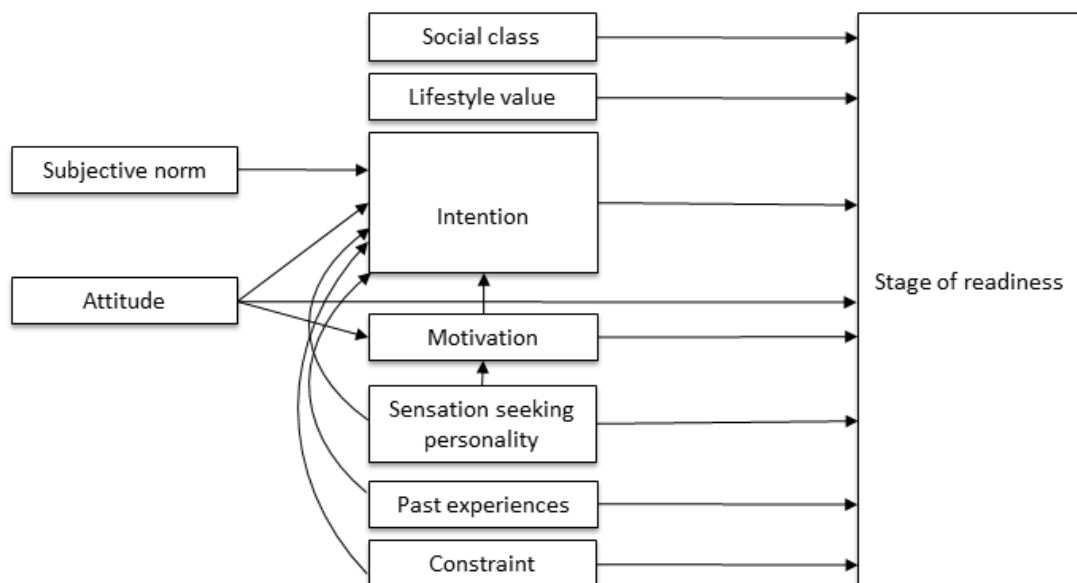 Social class
Lifestyle value
Subjective norm
Intention
Attitude
Stage of readiness
Motivation
Sensation seeking
personality
Past experiences
Constraint